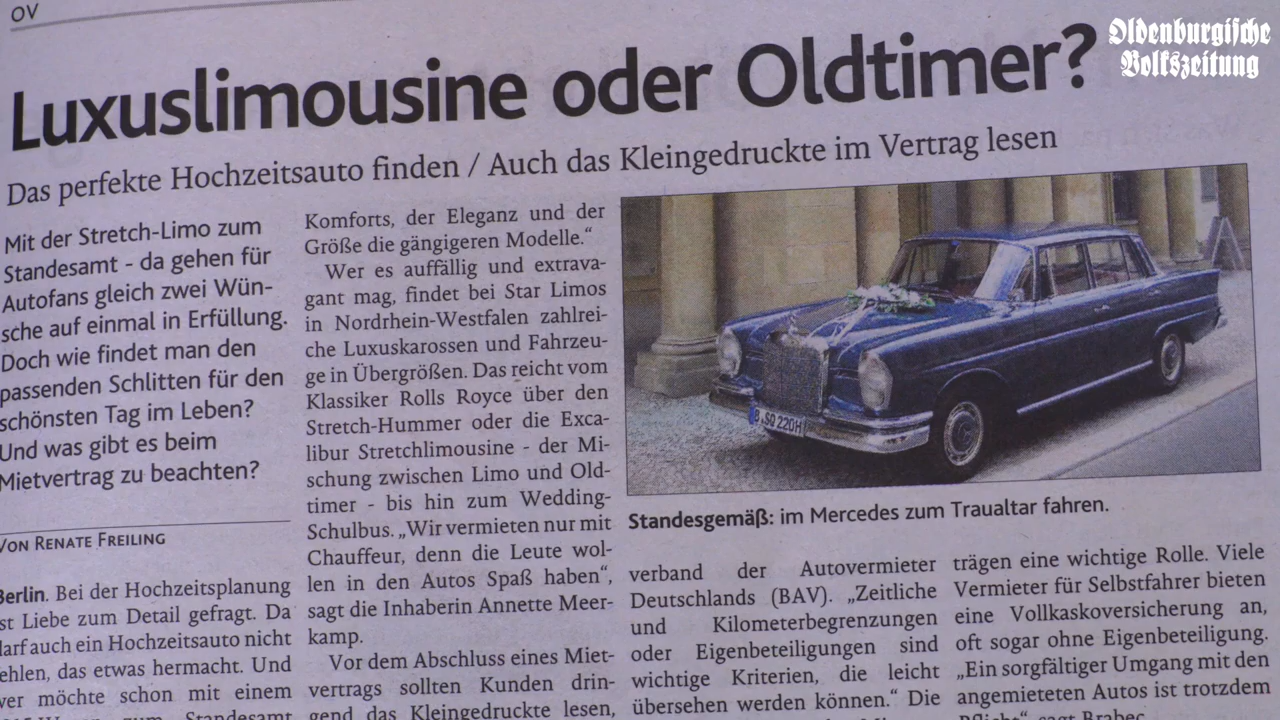 OV
Oldenburgische
Volkszeitung
Luxuslimousine oder Oldtimer?
Das perfekte Hochzeitsauto finden / Auch das Kleingedruckte im Vertrag lesen
Mit der Stretch-Limo zum
Standesamt - da gehen für
Autofans gleich zwei Wün-
sche auf einmal in Erfüllung.
Doch wie findet man den
passenden Schlitten für den
schönsten Tag im Leben?
Und was gibt es beim
Mietvertrag zu beachten?
VON RENATE FREILING
Berlin. Bei der Hochzeitsplanung
st Liebe zum Detail gefragt. Da
darf auch ein Hochzeitsauto nicht
ehlen, das etwas hermacht. Und
wer möchte schon mit einem
zum Standesamt
Komforts, der Eleganz und der
Größe die gängigeren Modelle.“
Wer es auffällig und extrava-
gant mag, findet bei Star Limos
in Nordrhein-Westfalen zahlrei-
che Luxuskarossen und Fahrzeu-
ge in Übergrößen. Das reicht vom
Klassiker Rolls Royce über den
Stretch-Hummer oder die Exca-
libur Stretchlimousine - der Mi-
schung zwischen Limo und Old-
timer - bis hin zum Wedding-
Schulbus. „Wir vermieten nur mit
Chauffeur, denn die Leute wol-
len in den Autos Spaß haben“,
sagt die Inhaberin Annette Meer-
kamp.
Vor dem Abschluss eines Miet-
vertrags sollten Kunden drin-
gend das Kleingedruckte lesen,
B SQ 220H
Standesgemäß: im Mercedes zum Traualtar fahren.
verband der Autovermieter
Deutschlands (BAV). „Zeitliche
und Kilometerbegrenzungen
oder Eigenbeteiligungen sind
wichtige Kriterien, die leicht
übersehen werden können.“ Die
trägen eine wichtige Rolle. Viele
Vermieter für Selbstfahrer bieten
eine Vollkaskoversicherung an,
oft sogar ohne Eigenbeteiligung.
„Ein sorgfältiger Umgang mit den
angemieteten Autos ist trotzdem
Pflicht“, sagt Brabec.